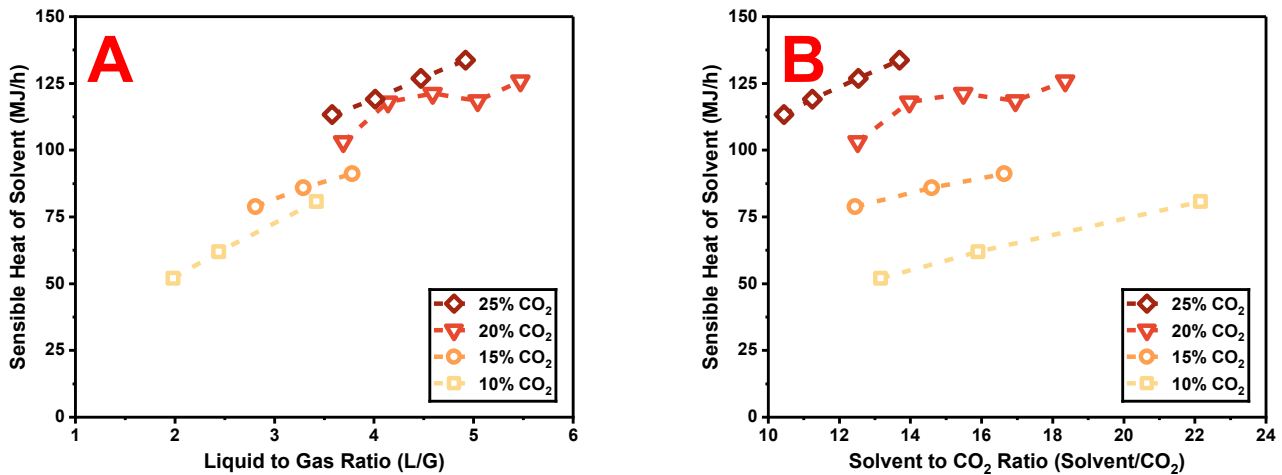 A
150
125
100
75
50
25
0
Sensible Heat of Solvent (MJ/h)
25% CO₂
20% CO₂
15% CO₂
10% CO₂
1 2 3 4 5 6
Liquid to Gas Ratio (L/G)
B
150
125
100
75
50
25
0
Sensible Heat of Solvent (MJ/h)
25% CO₂
20% CO₂
15% CO₂
10% CO₂
10 12 14 16 18 20 22 24
Solvent to CO₂ Ratio (Solvent/CO₂)